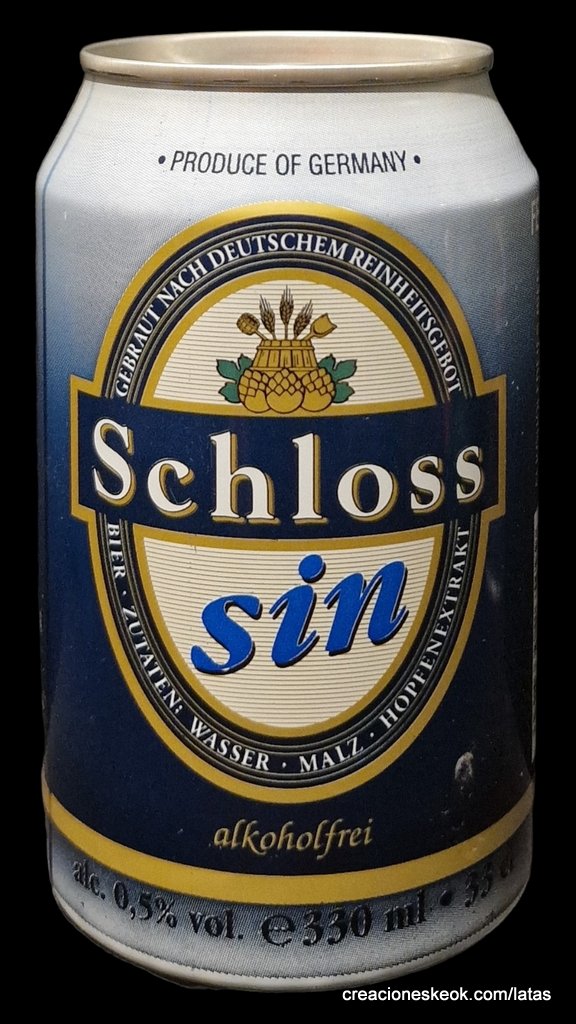 • PRODUCE OF GERMANY •
GEBRAUT NACH DEUTSCHEM REINHEITSGEBOT
Schloss
sin
BIER · ZUTATEN: WASSER · MALZ · HOPFENEXTRAKT
alkoholfrei
alc. 0,5% vol. ℮ 330 ml • 33
creacioneskeok.com/latas